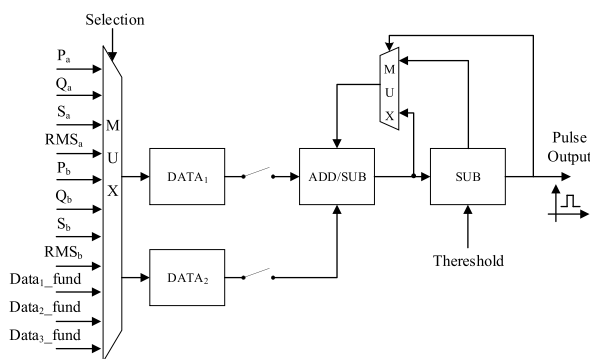 Selection
Pa
Qa
Sa
RMSa
Pb
Qb
Sb
RMSb
Data1_fund
Data2_fund
Data3_fund
M
U
X
DATA1
DATA2
ADD/SUB
M
U
X
SUB
Thereshold
Pulse
Output